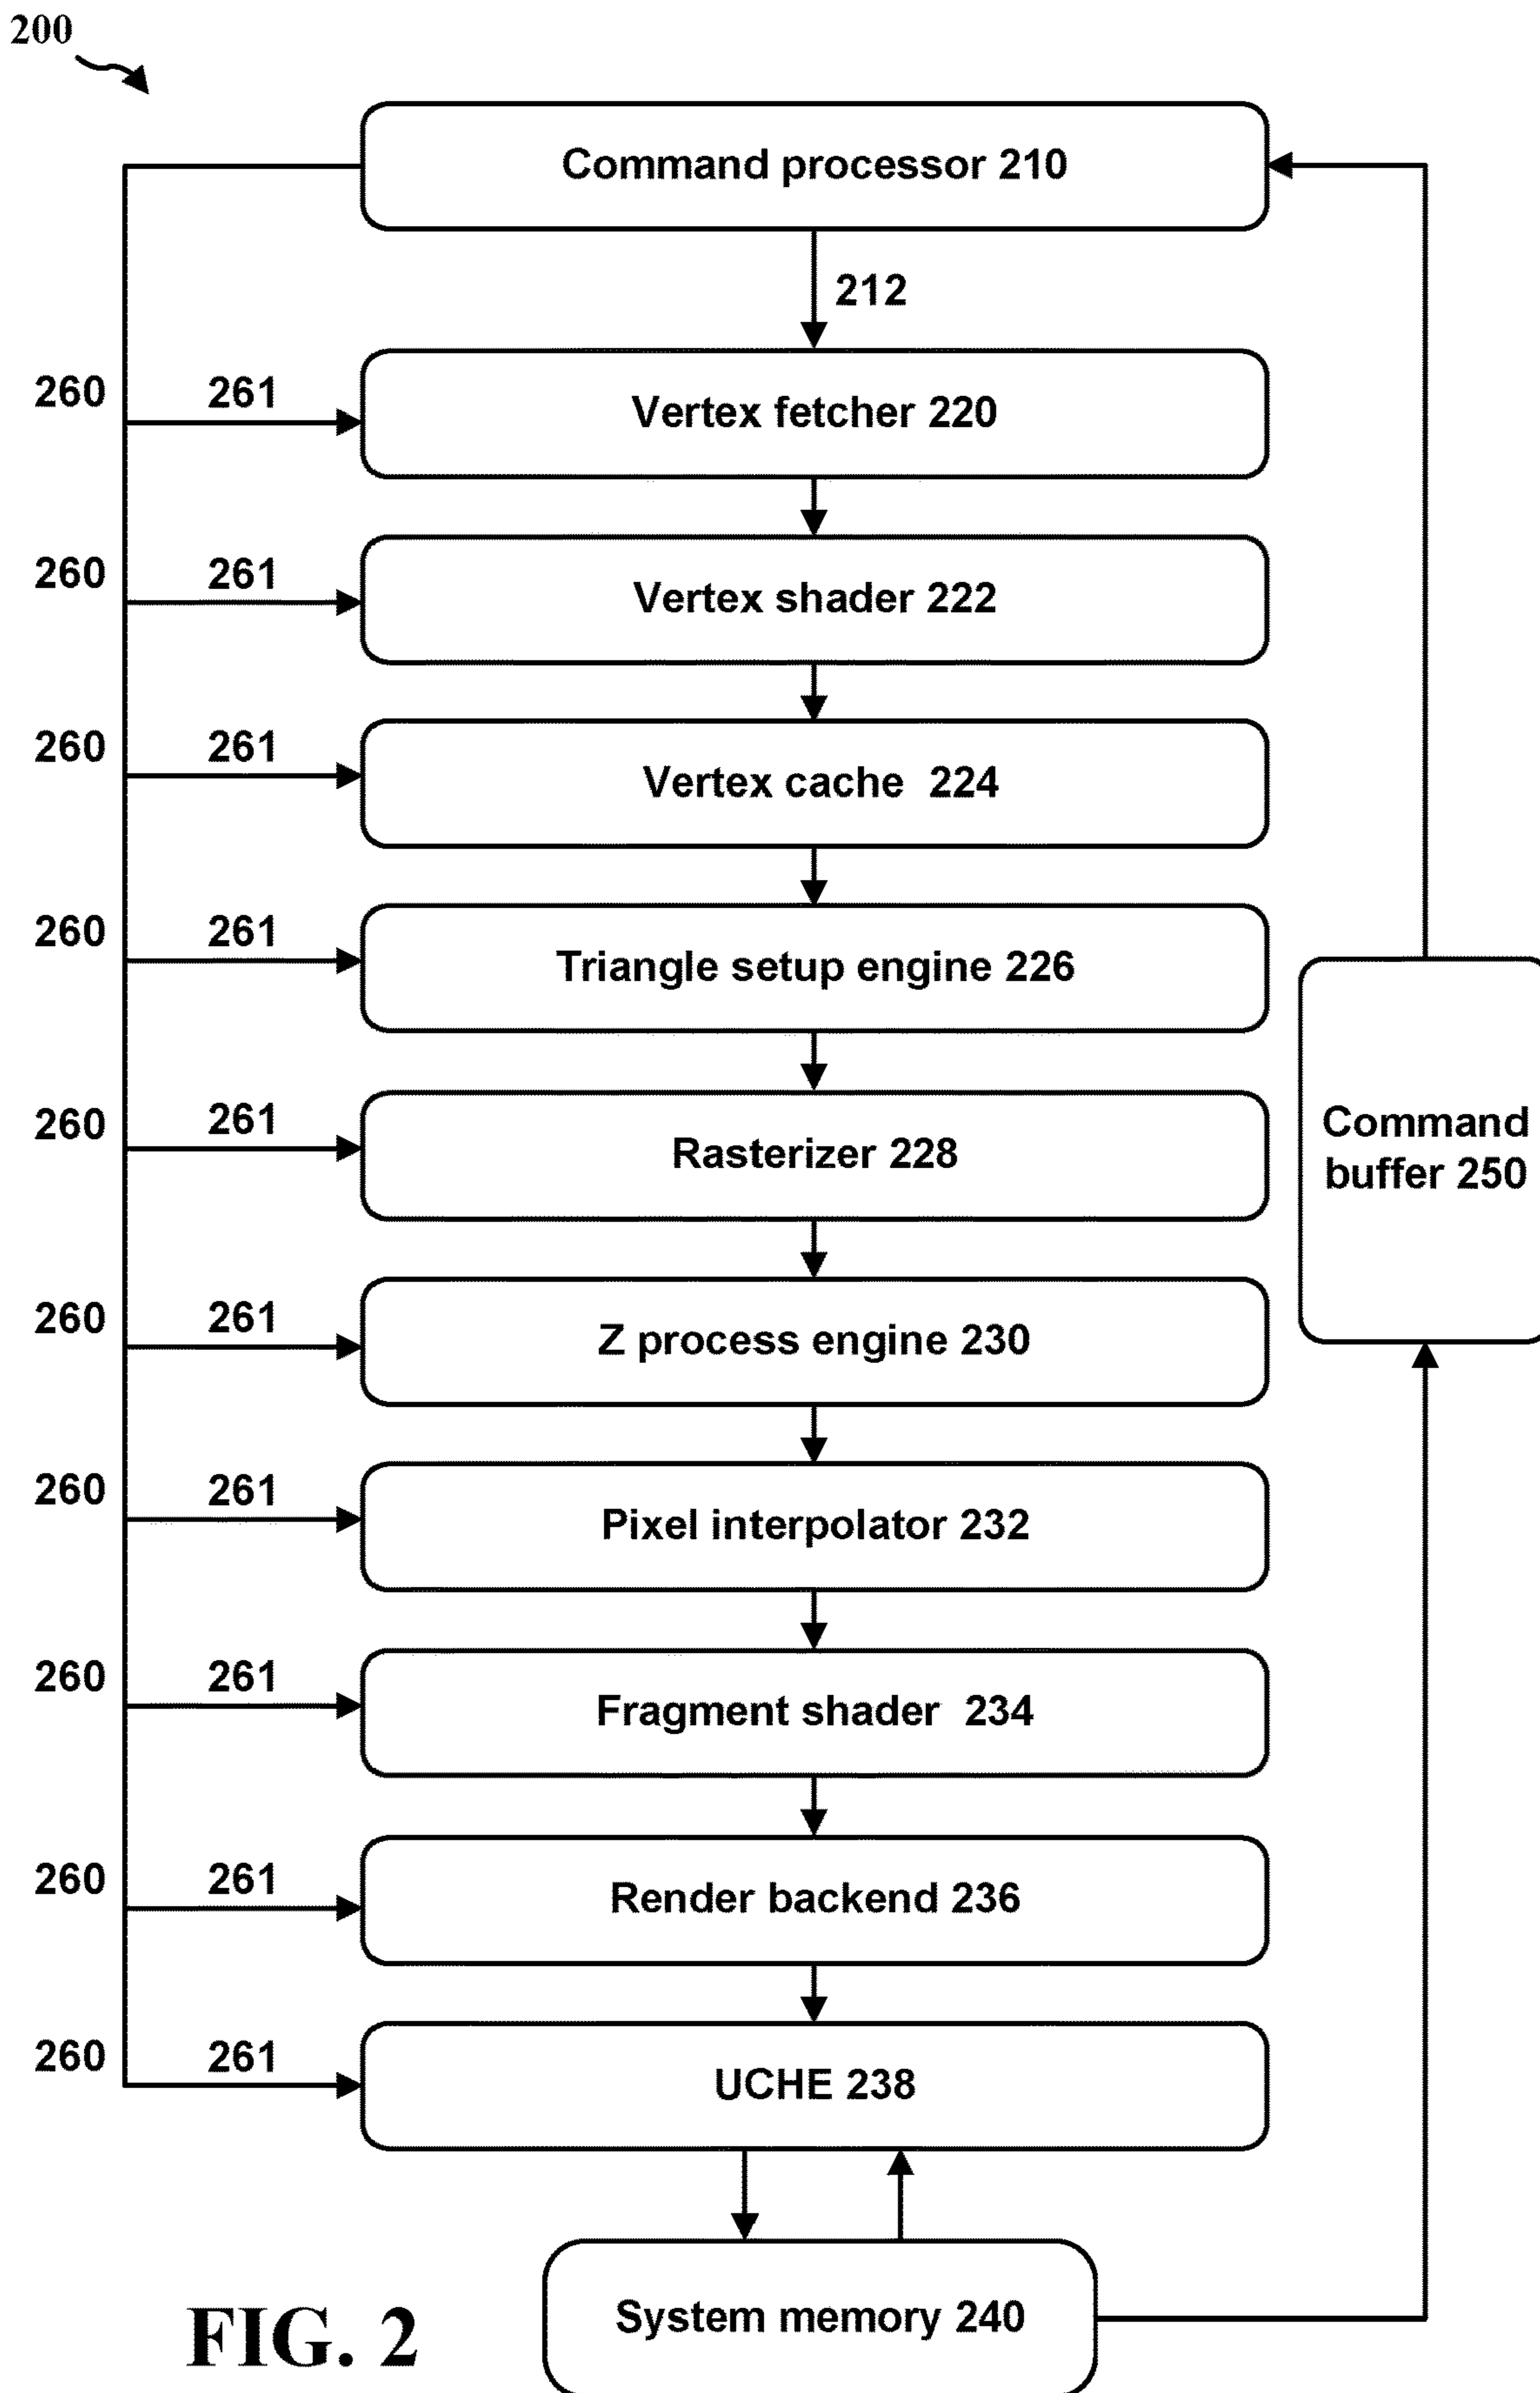 200
Command processor 210
212
260 261 Vertex fetcher 220
260 261 Vertex shader 222
260 261 Vertex cache 224
260 261 Triangle setup engine 226
260 261 Rasterizer 228
Command
buffer 250
260 261 Z process engine 230
260 261 Pixel interpolator 232
260 261 Fragment shader 234
260 261 Render backend 236
260 261 UCHE 238
System memory 240
FIG. 2